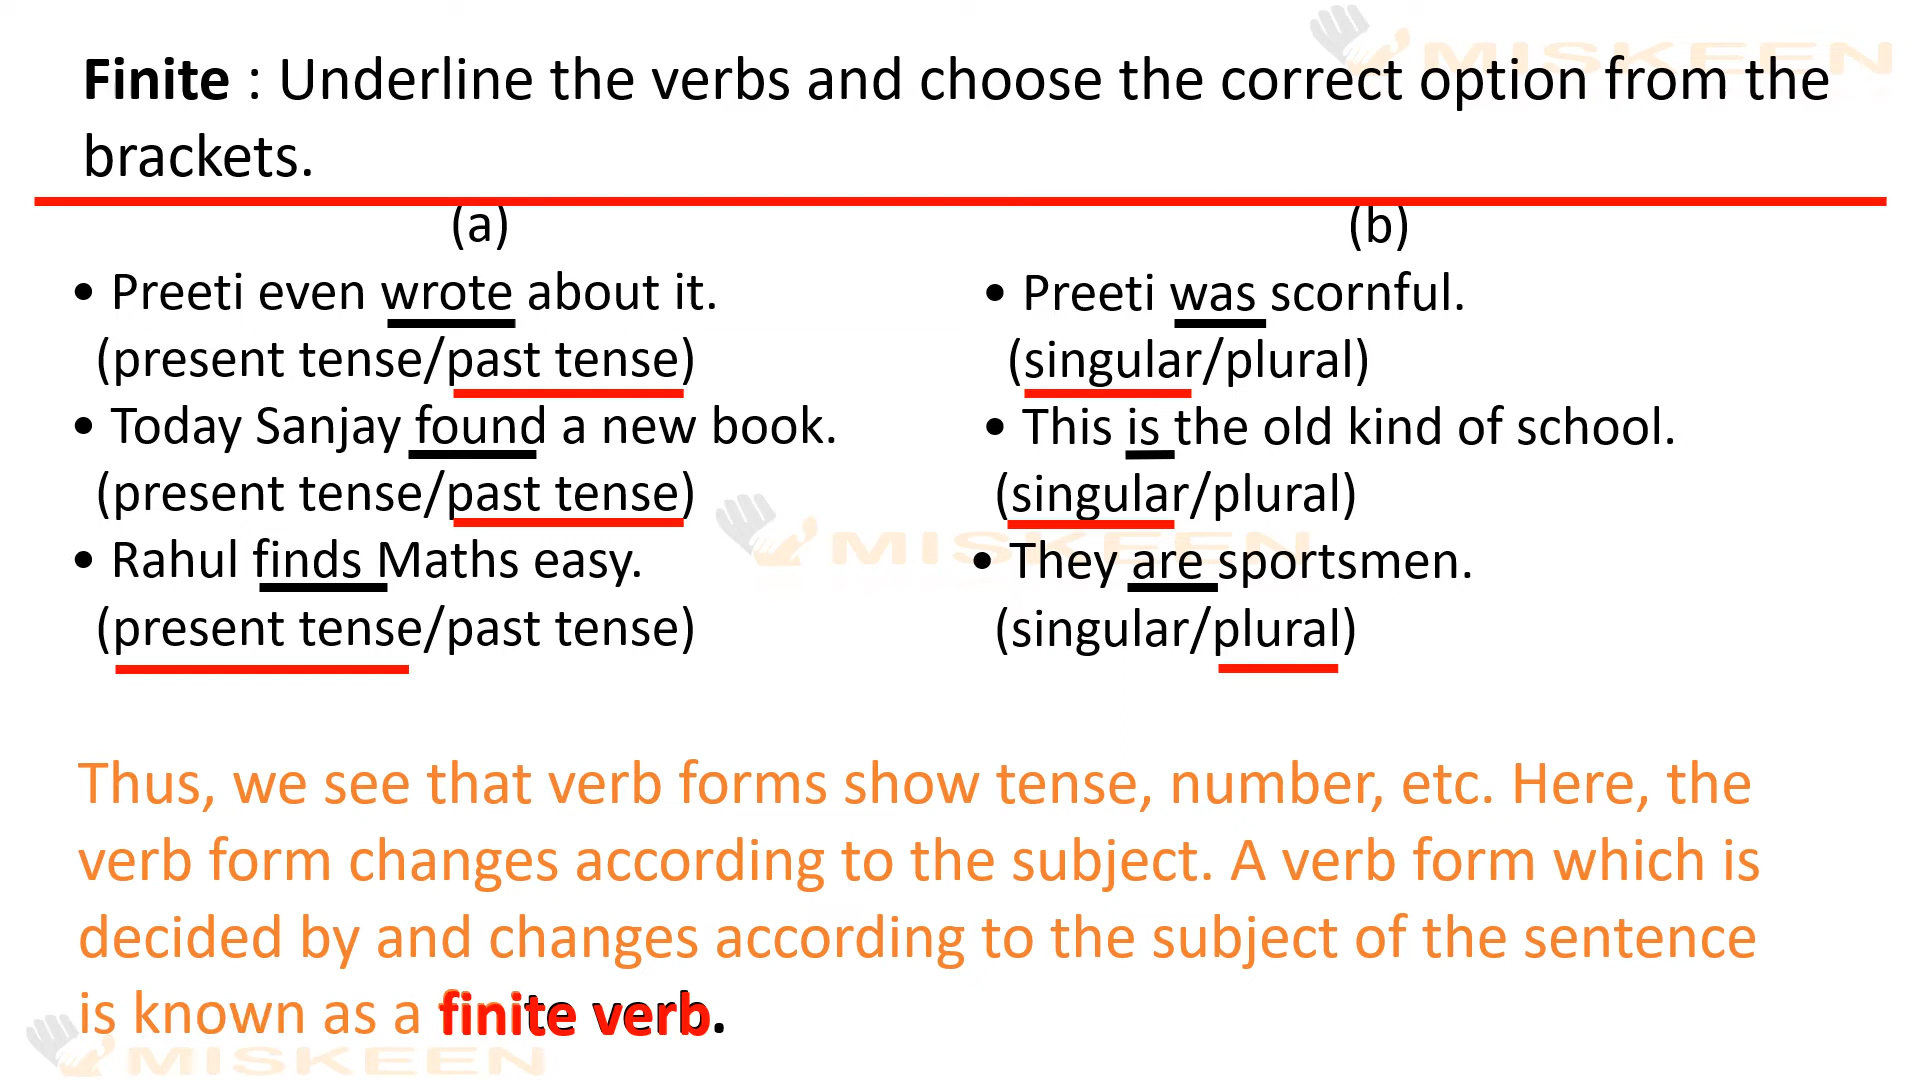 MISKEEN
Finite : Underline the verbs and choose the correct option from the
brackets.
(a)
• Preeti even wrote about it.
(present tense/past tense)
• Today Sanjay found a new book.
(present tense/past tense)
• Rahul finds Maths easy.
(present tense/past tense)
(b)
• Preeti was scornful.
(singular/plural)
• This is the old kind of school.
(singular/plural)
• They are sportsmen.
(singular/plural)
MISKEEN
Thus, we see that verb forms show tense, number, etc. Here, the
verb form changes according to the subject. A verb form which is
decided by and changes according to the subject of the sentence
is known as a finite verb.
MISKEEN